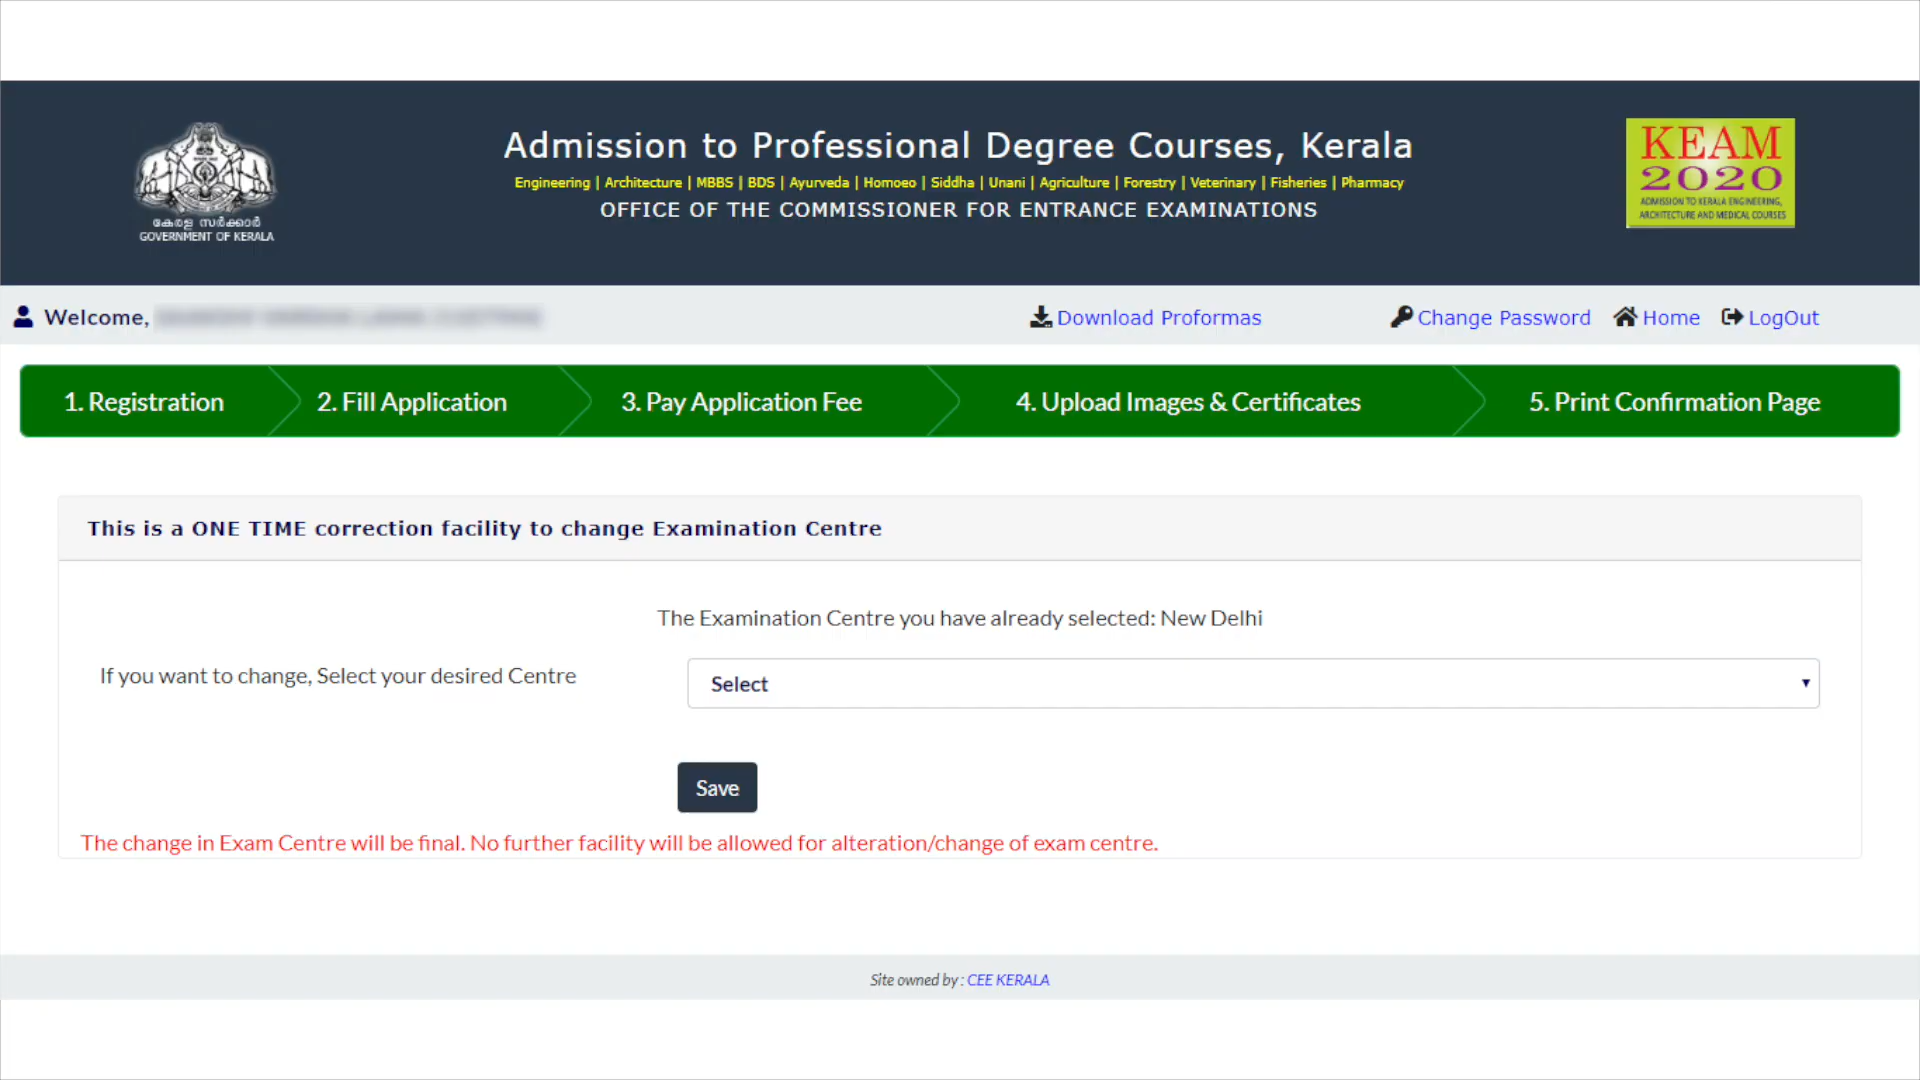 കേരള സർക്കാർ
GOVERNMENT OF KERALA
Admission to Professional Degree Courses, Kerala
Engineering | Architecture | MBBS | BDS | Ayurveda | Homoeo | Siddha | Unani | Agriculture | Forestry | Veterinary | Fisheries | Pharmacy
OFFICE OF THE COMMISSIONER FOR ENTRANCE EXAMINATIONS
KEAM
2020
ADMISSION TO KERALA ENGINEERING,
ARCHITECTURE AND MEDICAL COURSES
Welcome,
Download Proformas
Change Password
Home
LogOut
1. Registration
2. Fill Application
3. Pay Application Fee
4. Upload Images & Certificates
5. Print Confirmation Page
This is a ONE TIME correction facility to change Examination Centre
The Examination Centre you have already selected: New Delhi
If you want to change, Select your desired Centre
Select
Save
The change in Exam Centre will be final. No further facility will be allowed for alteration/change of exam centre.
Site owned by : CEE KERALA